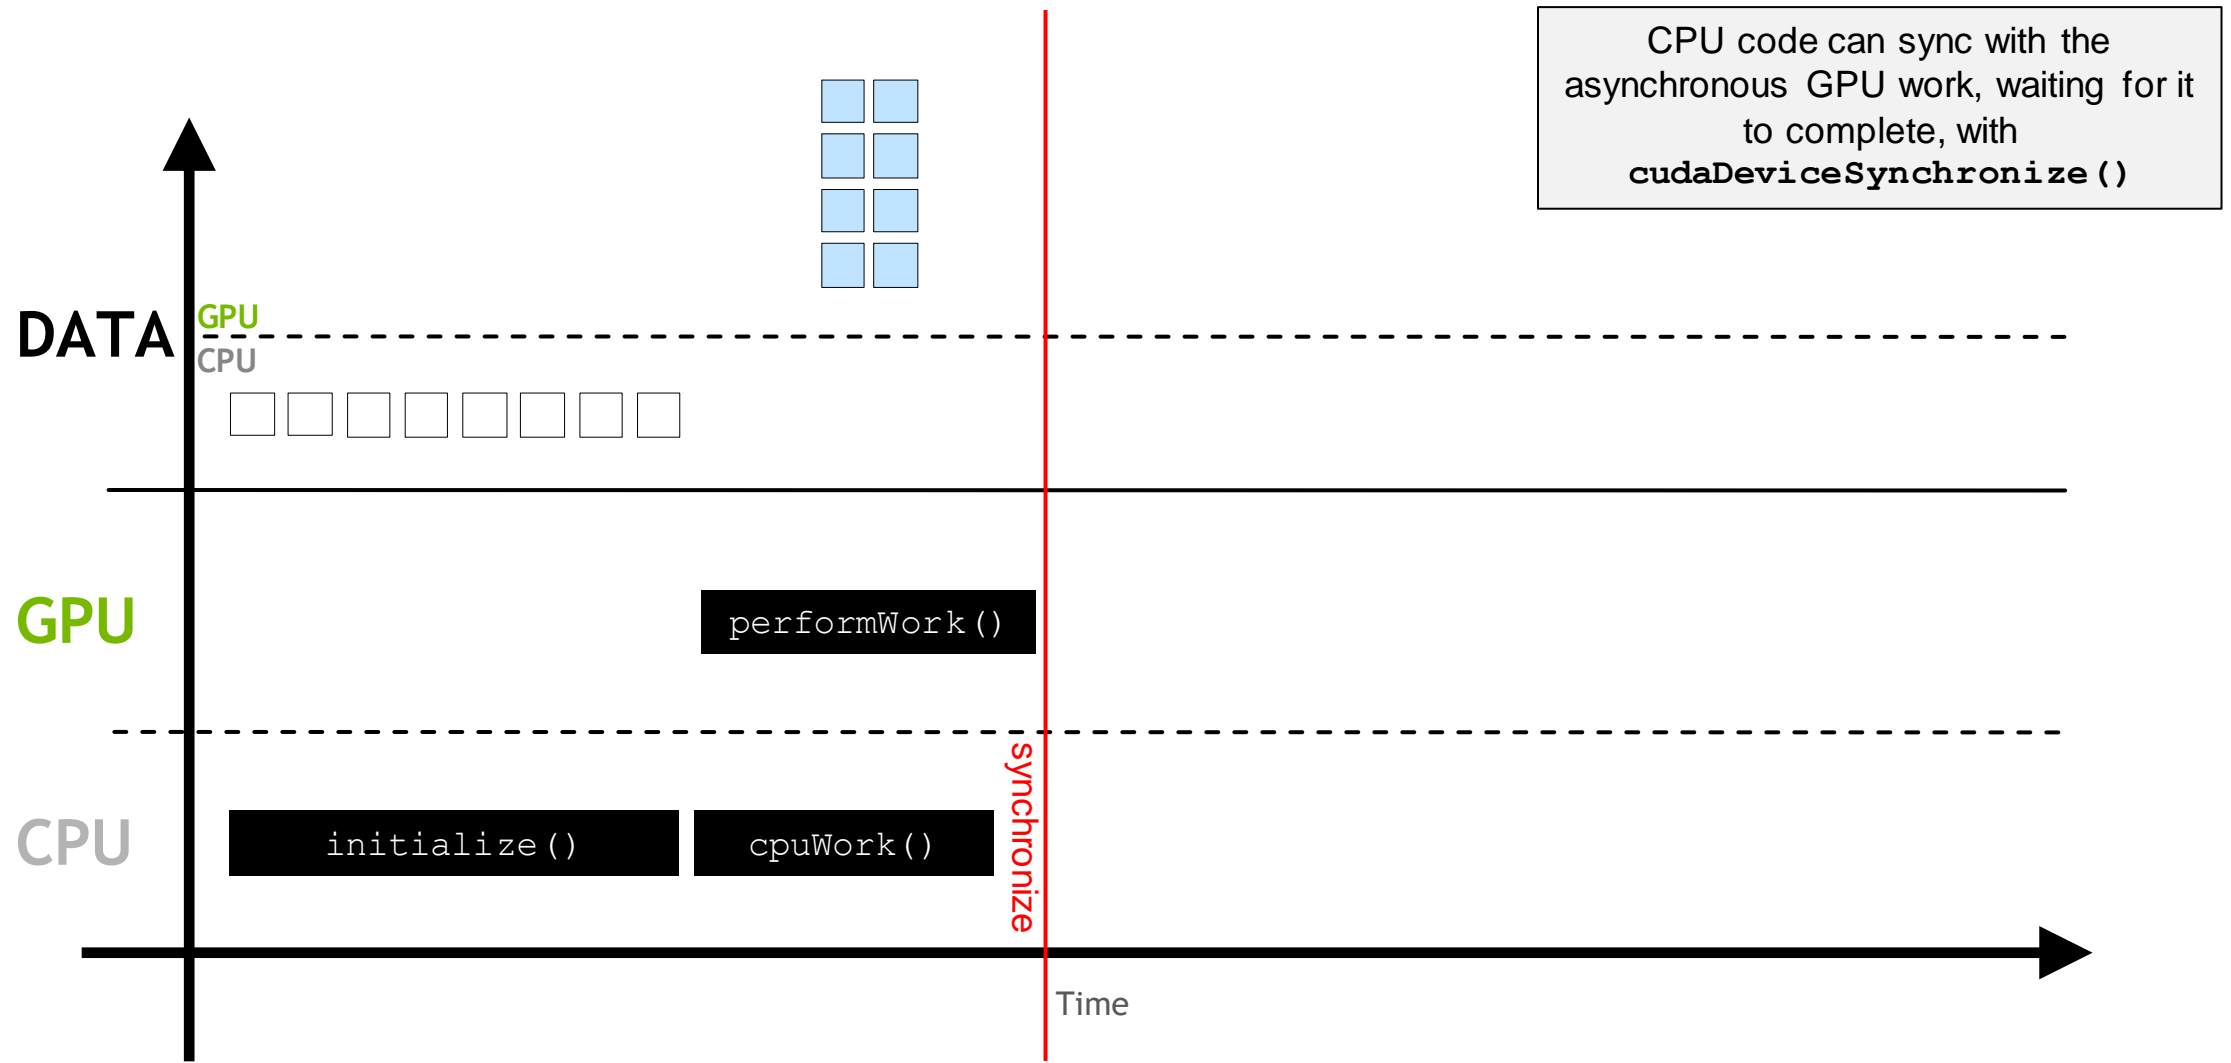 CPU code can sync with the
asynchronous GPU work, waiting for it
to complete, with
cudaDeviceSynchronize()
DATA
GPU
CPU
GPU
performWork()
CPU
initialize()
cpuWork()
synchronize
Time